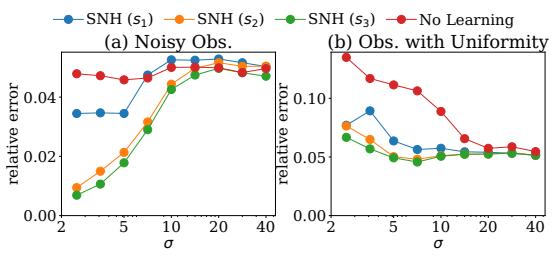 SNH (s₁) SNH (s₂) SNH (s₃) No Learning
(a) Noisy Obs. (b) Obs. with Uniformity
relative error
0.04
0.02
0.00
2 5 10 20 40
σ
relative error
0.10
0.05
0.00
2 5 10 20 40
σ